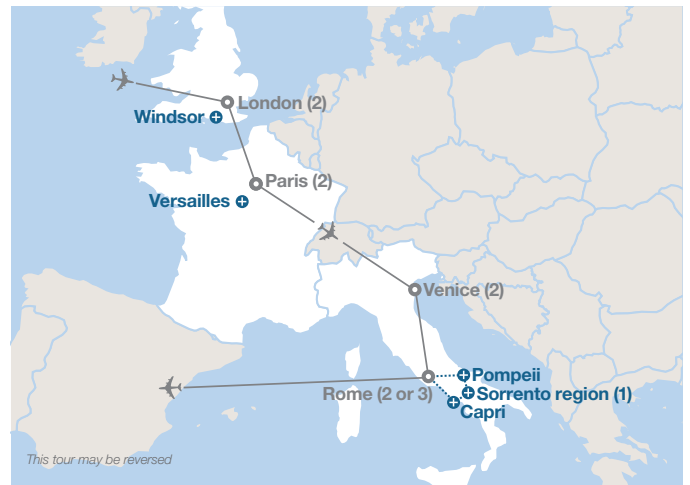 London (2)
Windsor
Paris (2)
Versailles
Venice (2)
Pompeii
Rome (2 or 3)
Sorrento region (1)
Capri
This tour may be reversed